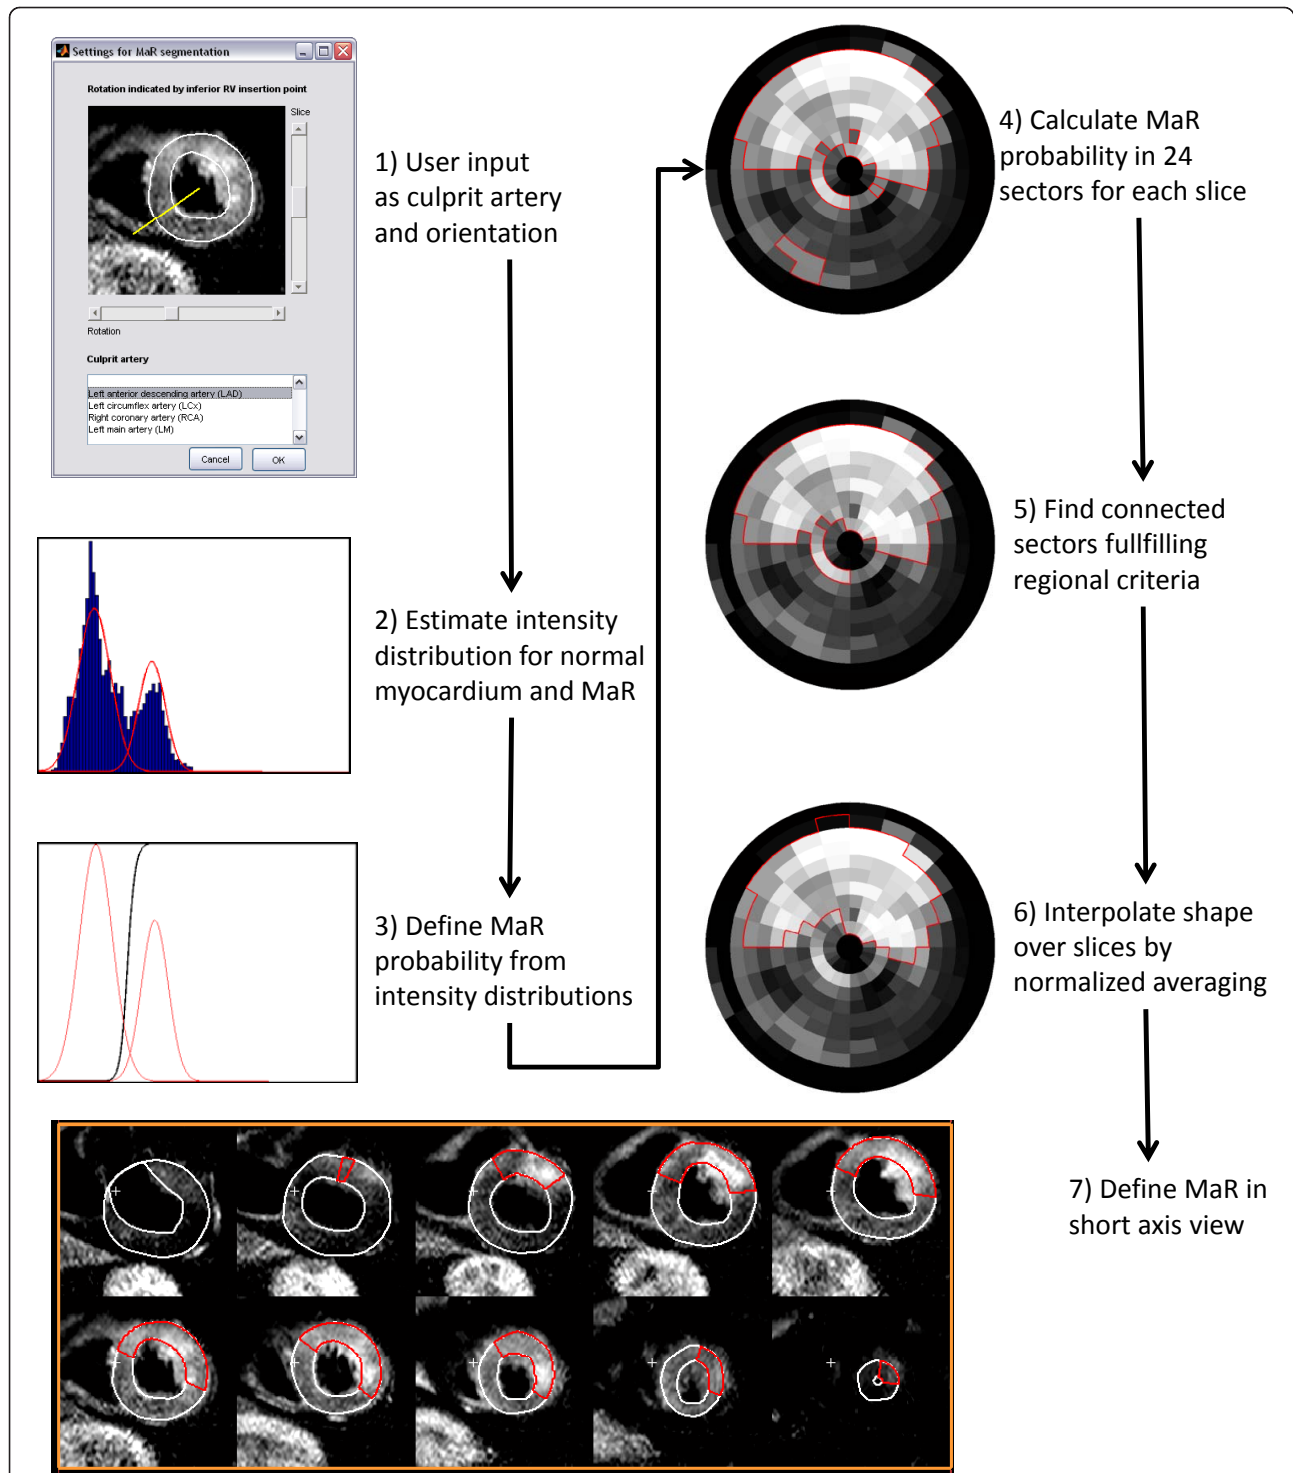 Settings for MaR segmentation
Rotation indicated by inferior RV insertion point
Slice
Rotation
Culprit artery
Left anterior descending artery (LAD)
Left circumflex artery (LCx)
Right coronary artery (RCA)
Left main artery (LM)
Cancel
OK
1) User input
as culprit artery
and orientation
2) Estimate intensity
distribution for normal
myocardium and MaR
3) Define MaR
probability from
intensity distributions
4) Calculate MaR
probability in 24
sectors for each slice
5) Find connected
sectors fullfilling
regional criteria
6) Interpolate shape
over slices by
normalized averaging
7) Define MaR in
short axis view